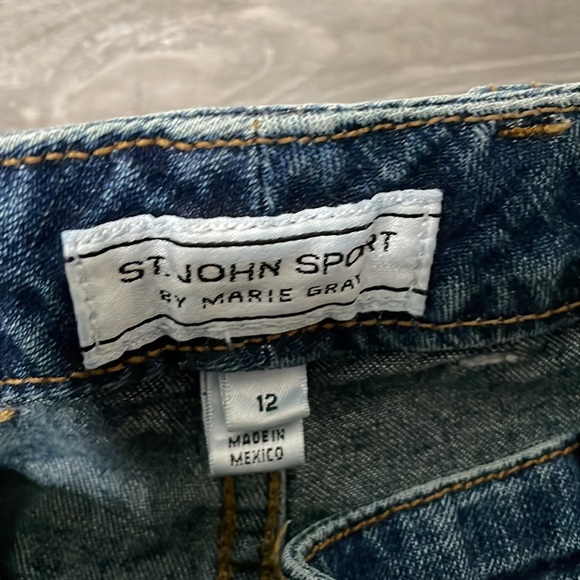 ST. JOHN SPORT
BY MARIE GRAY
12
MADE IN
MEXICO